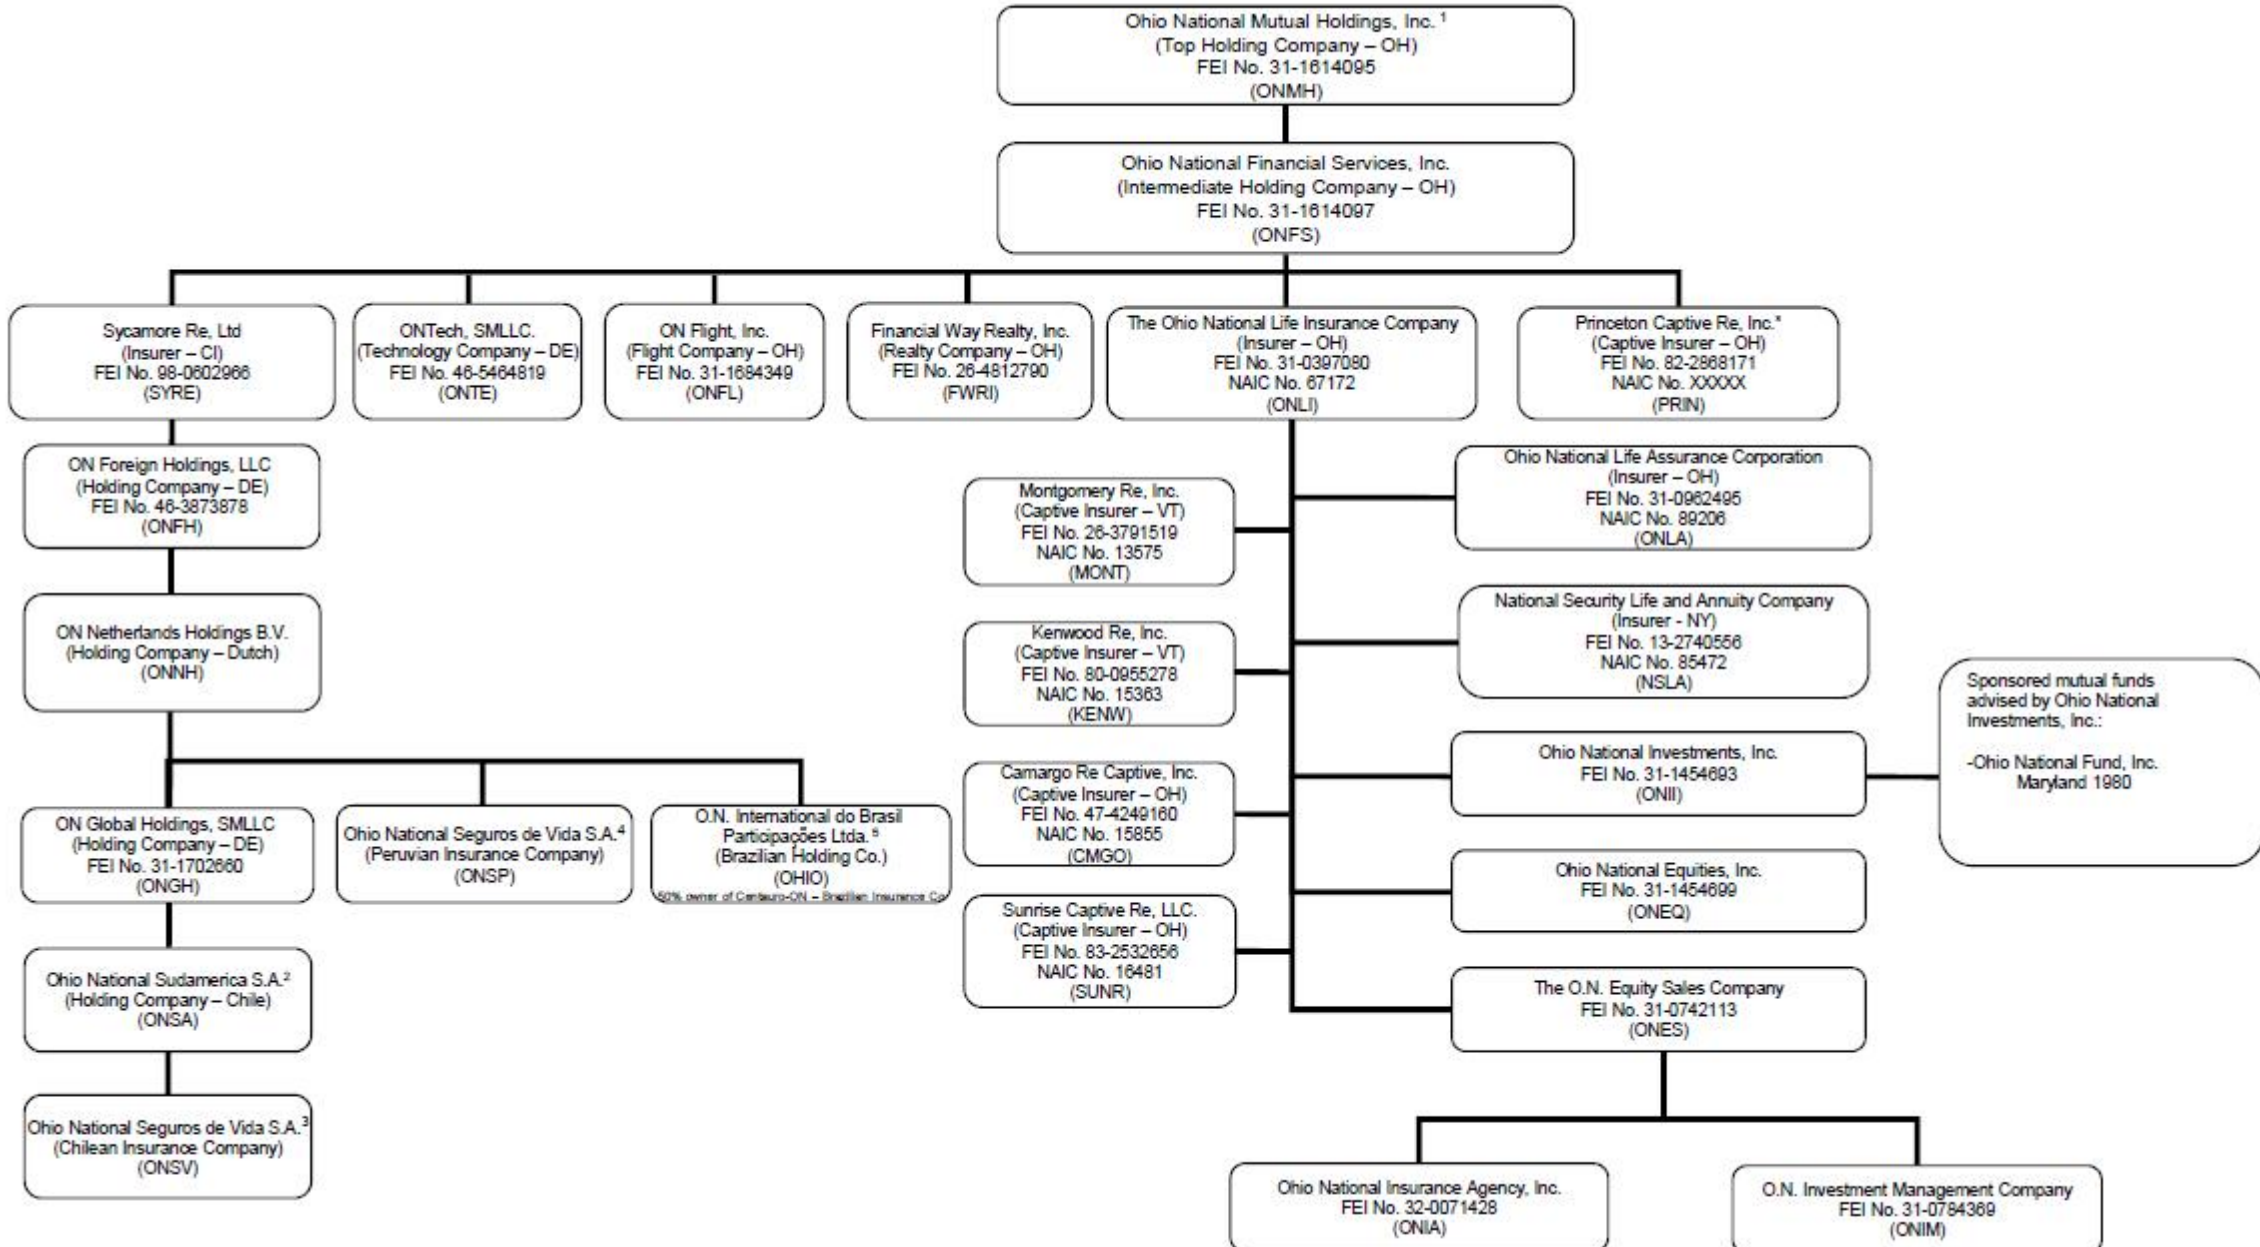 Ohio National Mutual Holdings, Inc. ¹
(Top Holding Company – OH)
FEI No. 31-1614095
(ONMH)
Ohio National Financial Services, Inc.
(Intermediate Holding Company – OH)
FEI No. 31-1614097
(ONFS)
Sycamore Re, Ltd
(Insurer – CI)
FEI No. 98-0602966
(SYRE)
ONTech, SMLLC.
(Technology Company – DE)
FEI No. 46-5464819
(ONTE)
ON Flight, Inc.
(Flight Company – OH)
FEI No. 31-1684349
(ONFL)
Financial Way Realty, Inc.
(Realty Company – OH)
FEI No. 26-4812790
(FWRI)
The Ohio National Life Insurance Company
(Insurer – OH)
FEI No. 31-0397080
NAIC No. 67172
(ONLI)
Princeton Captive Re, Inc.*
(Captive Insurer – OH)
FEI No. 82-2868171
NAIC No. XXXXX
(PRIN)
ON Foreign Holdings, LLC
(Holding Company – DE)
FEI No. 46-3873878
(ONFH)
ON Netherlands Holdings B.V.
(Holding Company – Dutch)
(ONNH)
ON Global Holdings, SMLLC
(Holding Company – DE)
FEI No. 31-1702660
(ONGH)
Ohio National Seguros de Vida S.A.⁴
(Peruvian Insurance Company)
(ONSP)
O.N. International do Brasil
Participações Ltda. ⁵
(Brazilian Holding Co.)
(OHIO)
50% owner of Centauro-ON – Brazilian Insurance Co
Ohio National Sudamerica S.A.²
(Holding Company – Chile)
(ONSA)
Ohio National Seguros de Vida S.A.³
(Chilean Insurance Company)
(ONSV)
Montgomery Re, Inc.
(Captive Insurer – VT)
FEI No. 26-3791519
NAIC No. 13575
(MONT)
Kenwood Re, Inc.
(Captive Insurer – VT)
FEI No. 80-0955278
NAIC No. 15363
(KENW)
Camargo Re Captive, Inc.
(Captive Insurer – OH)
FEI No. 47-4249160
NAIC No. 15855
(CMGO)
Sunrise Captive Re, LLC.
(Captive Insurer – OH)
FEI No. 83-2532656
NAIC No. 16481
(SUNR)
Ohio National Life Assurance Corporation
(Insurer – OH)
FEI No. 31-0962495
NAIC No. 89206
(ONLA)
National Security Life and Annuity Company
(Insurer - NY)
FEI No. 13-2740556
NAIC No. 85472
(NSLA)
Ohio National Investments, Inc.
FEI No. 31-1454693
(ONII)
Sponsored mutual funds
advised by Ohio National
Investments, Inc.:
-Ohio National Fund, Inc.
Maryland 1980
Ohio National Equities, Inc.
FEI No. 31-1454699
(ONEQ)
The O.N. Equity Sales Company
FEI No. 31-0742113
(ONES)
Ohio National Insurance Agency, Inc.
FEI No. 32-0071428
(ONIA)
O.N. Investment Management Company
FEI No. 31-0784369
(ONIM)